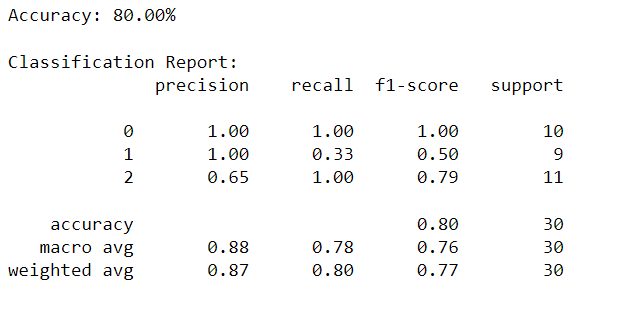 Accuracy: 80.00%
Classification Report:
precision recall f1-score support
0 1.00 1.00 1.00 10
1 1.00 0.33 0.50 9
2 0.65 1.00 0.79 11
accuracy 0.80 30
macro avg 0.88 0.78 0.76 30
weighted avg 0.87 0.80 0.77 30